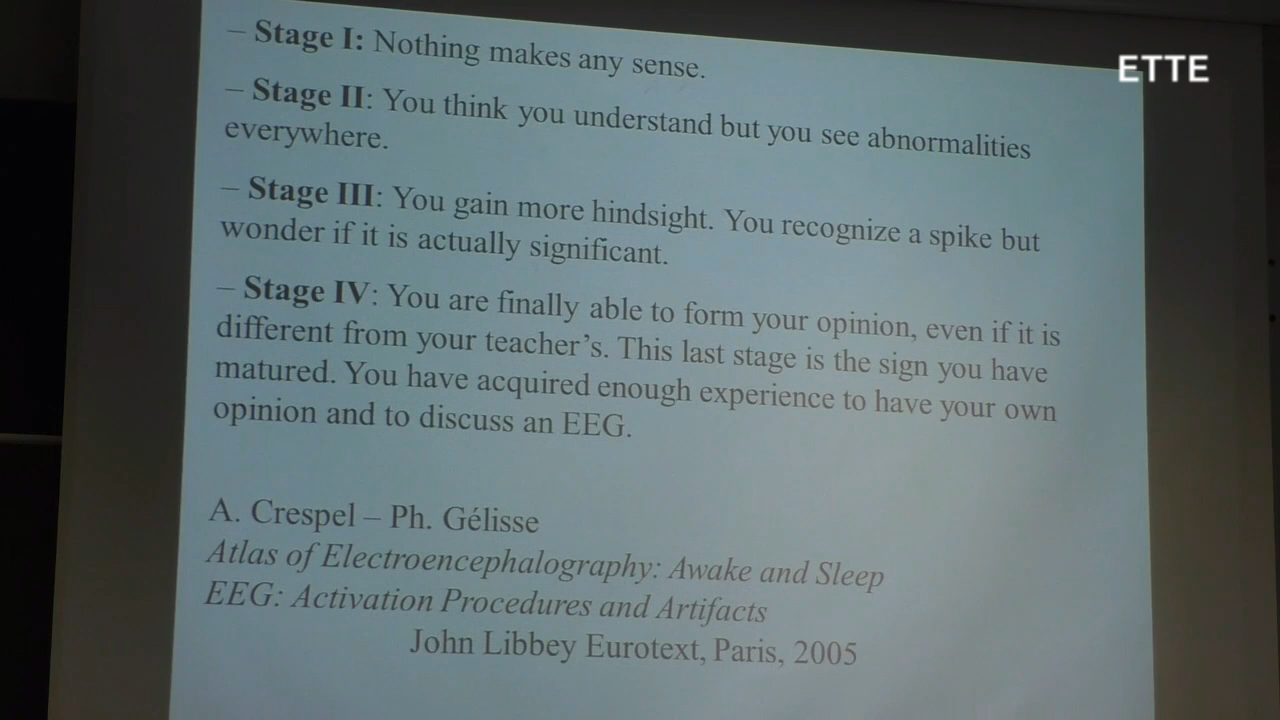 – Stage I: Nothing makes any sense.
ETTE
– Stage II: You think you understand but you see abnormalities
everywhere.
– Stage III: You gain more hindsight. You recognize a spike but
wonder if it is actually significant.
– Stage IV: You are finally able to form your opinion, even if it is
different from your teacher’s. This last stage is the sign you have
matured. You have acquired enough experience to have your own
opinion and to discuss an EEG.
A. Crespel – Ph. Gélisse
Atlas of Electroencephalography: Awake and Sleep
EEG: Activation Procedures and Artifacts
John Libbey Eurotext, Paris, 2005